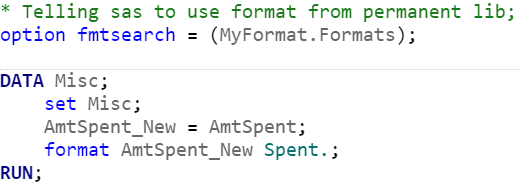 * Telling sas to use format from permanent lib;
option fmtsearch = (MyFormat.Formats);
DATA Misc;
set Misc;
AmtSpent_New = AmtSpent;
format AmtSpent_New Spent.;
RUN;